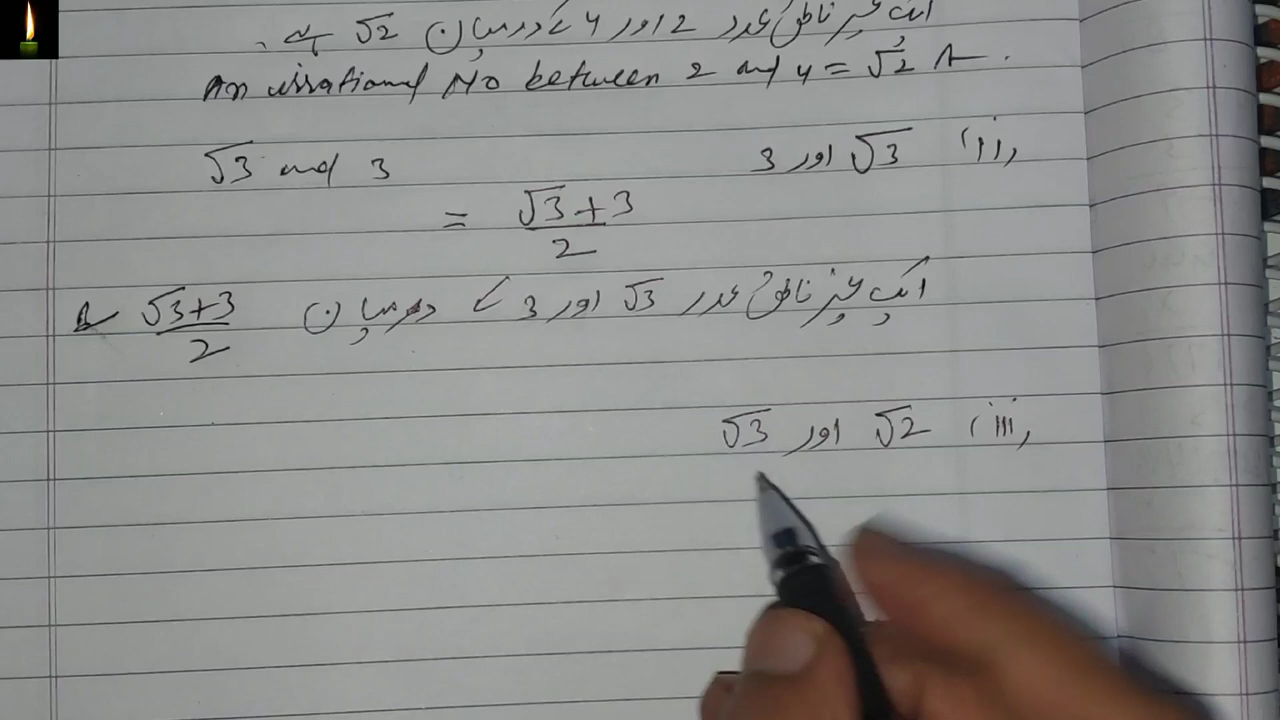 ایک غیر ناطق عدد 2 اور 4 کے درمیان √2 ہے .
An irrational No between 2 and 4 = √2 A .
√3 and 3 3 اور √3 (ii)
= (√3+3)/2
ایک غیر ناطق عدد √3 اور 3 کے درمیان (√3+3)/2 ہے
√3 اور √2 (iii)